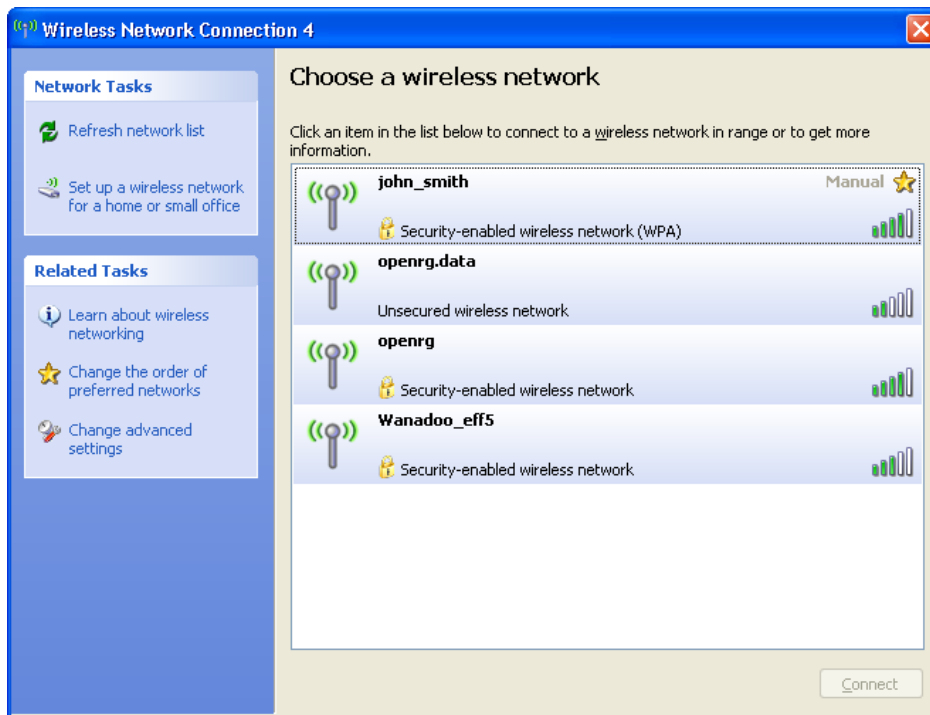 Wireless Network Connection 4
Network Tasks
Refresh network list
Set up a wireless network
for a home or small office
Related Tasks
Learn about wireless
networking
Change the order of
preferred networks
Change advanced
settings
Choose a wireless network
Click an item in the list below to connect to a wireless network in range or to get more
information.
john_smith Manual
Security-enabled wireless network (WPA)
openrg.data
Unsecured wireless network
openrg
Security-enabled wireless network
Wanadoo_eff5
Security-enabled wireless network
Connect